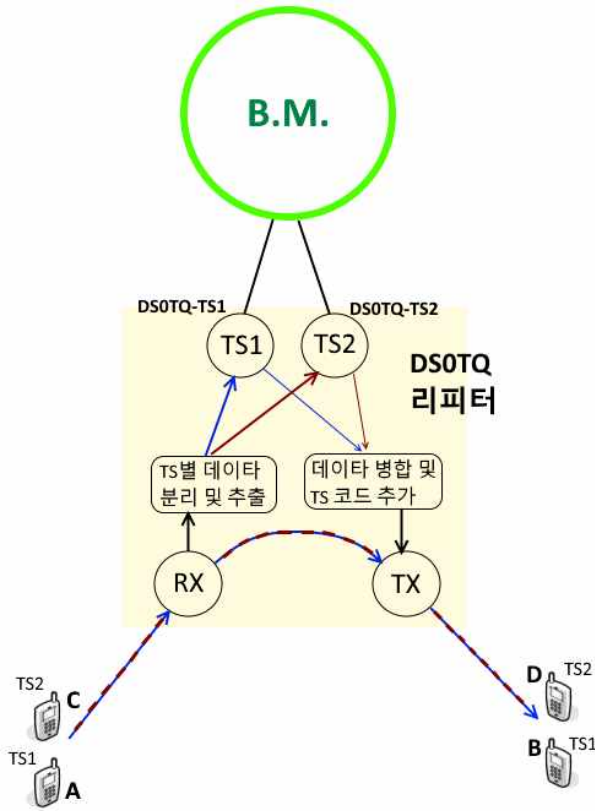 B.M.
DS0TQ-TS1
DS0TQ-TS2
TS1
TS2
DS0TQ
리피터
TS별 데이타
분리 및 추출
데이타 병합 및
TS 코드 추가
RX
TX
TS2
C
TS1
A
D
TS2
B
TS1